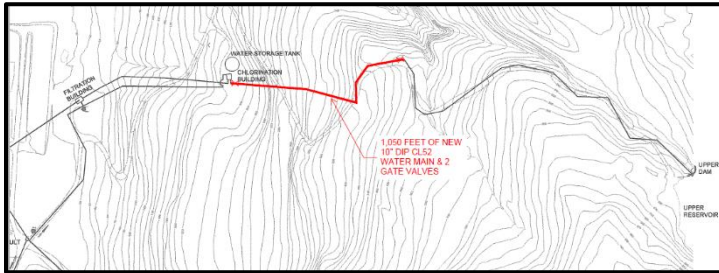 WATER STORAGE TANK
CHLORINATION
BUILDING
FILTRATION
BUILDING
1,050 FEET OF NEW
10" DIP CL52
WATER MAIN & 2
GATE VALVES
UPPER
DAM
UPPER
RESERVOIR
ULT